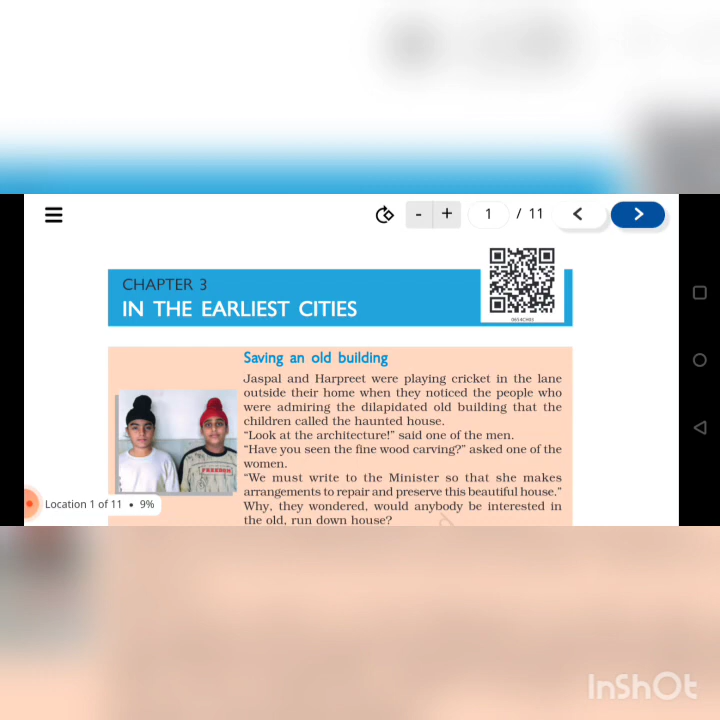 1 / 11
CHAPTER 3
IN THE EARLIEST CITIES
0654CH03
Saving an old building
Jaspal and Harpreet were playing cricket in the lane
outside their home when they noticed the people who
were admiring the dilapidated old building that the
children called the haunted house.
“Look at the architecture!” said one of the men.
“Have you seen the fine wood carving?” asked one of the
women.
“We must write to the Minister so that she makes
arrangements to repair and preserve this beautiful house.”
Why, they wondered, would anybody be interested in
the old, run down house?
FREEDOM
Location 1 of 11 • 9%
InShOt